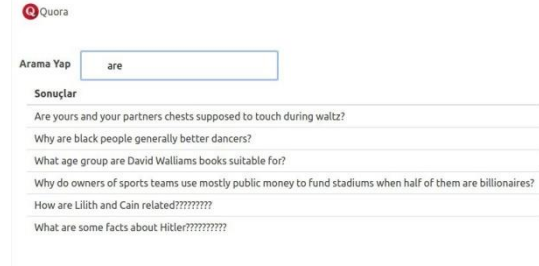 Quora
Arama Yap are
Sonuçlar
Are yours and your partners chests supposed to touch during waltz?
Why are black people generally better dancers?
What age group are David Walliams books suitable for?
Why do owners of sports teams use mostly public money to fund stadiums when half of them are billionaires?
How are Lilith and Cain related?????????
What are some facts about Hitler??????????